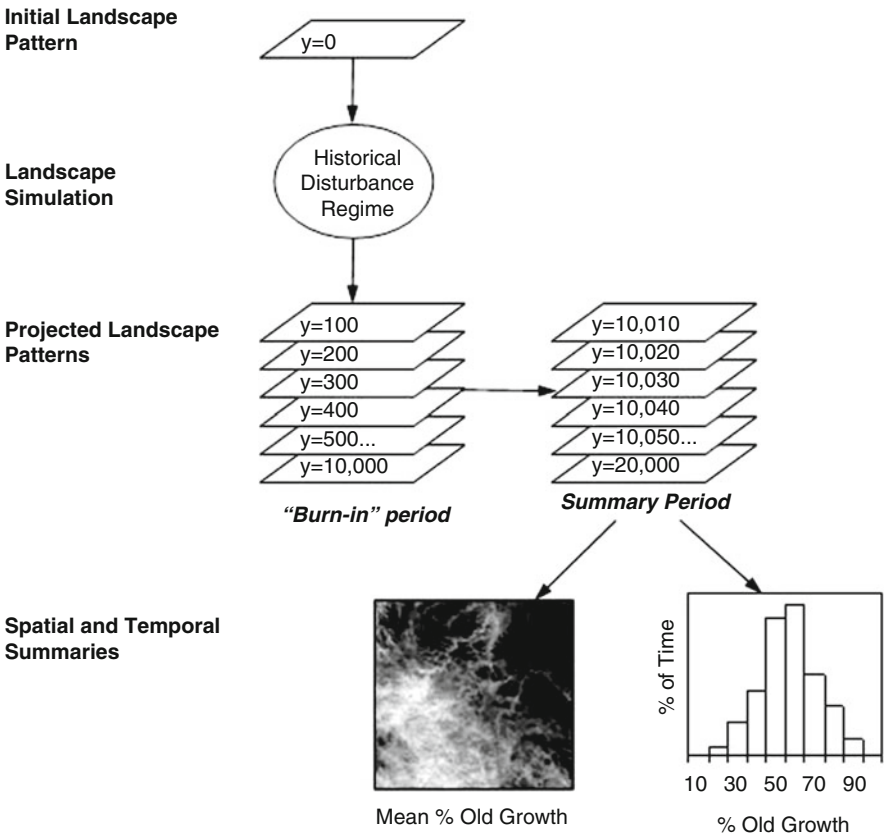 Initial Landscape
Pattern
y=0
Landscape
Simulation
Historical
Disturbance
Regime
Projected Landscape
Patterns
y=100
y=200
y=300
y=400
y=500...
y=10,000
"Burn-in" period
y=10,010
y=10,020
y=10,030
y=10,040
y=10,050...
y=20,000
Summary Period
Spatial and Temporal
Summaries
Mean % Old Growth
% of Time
10 30 50 70 90
% Old Growth